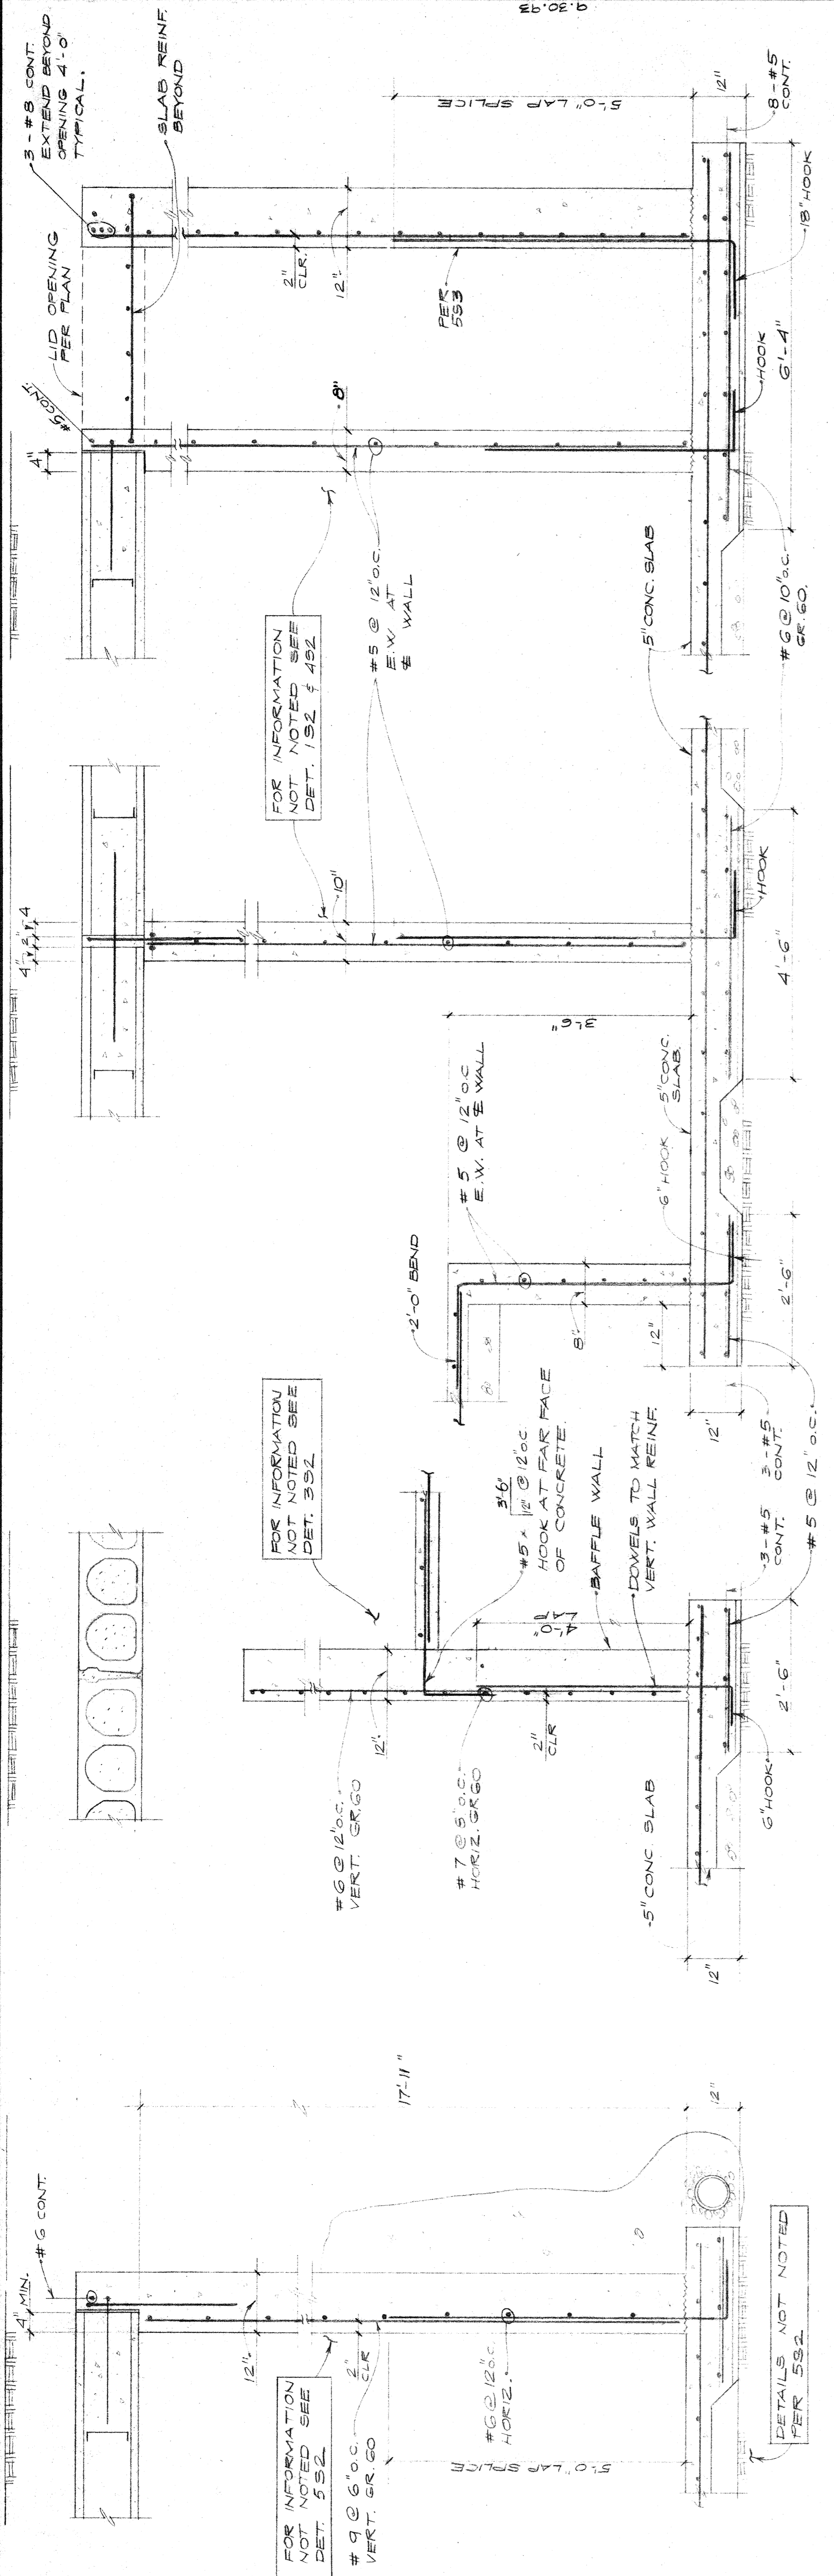 9.30.93
3 - #8 CONT.
EXTEND BEYOND
OPENING 4'-0"
TYPICAL.
SLAB REINF.
BEYOND
LID OPENING
PER PLAN
#5 CONT.
4"
2"
CLR.
12"
8"
PER
5S3
5'-0" LAP SPLICE
12"
8 - #5
CONT.
18" HOOK
HOOK
6'-4"
#6 @ 10" O.C.
GR. 60.
5" CONC. SLAB
#5 @ 12" O.C.
E.W. AT
℄ WALL
FOR INFORMATION
NOT NOTED SEE
DET. 1S2 & 4S2
4" 2" 4
10"
HOOK
4'-6"
3'-6"
# 5 @ 12" O.C
E.W. AT ℄ WALL
2'-0" BEND
8"
12"
6" HOOK
5" CONC.
SLAB.
2'-6"
12"
3 - #5
CONT.
3 - #5
CONT.
#5 @ 12" O.C.
FOR INFORMATION
NOT NOTED SEE
DET. 3S2
#5 x 3'-6" 12" @ 12" O.C.
HOOK AT FAR FACE
OF CONCRETE.
BAFFLE WALL
DOWELS TO MATCH
VERT. WALL REINF.
4'-0"
LAP
12"
2"
CLR
#6 @ 12" O.C.
VERT. GR. 60
#7 @ 5" O.C.
HORIZ. GR 60
5" CONC. SLAB
6" HOOK
2'-6"
12"
17'-11"
12"
4" MIN.
#6 CONT.
12"
2"
CLR
FOR INFORMATION
NOT NOTED SEE
DET. 5S2
# 9 @ 6" O.C.
VERT. GR. 60
#6 @ 12" O.C.
HORIZ.
5'-0" LAP SPLICE
DETAILS NOT NOTED
PER 5S2